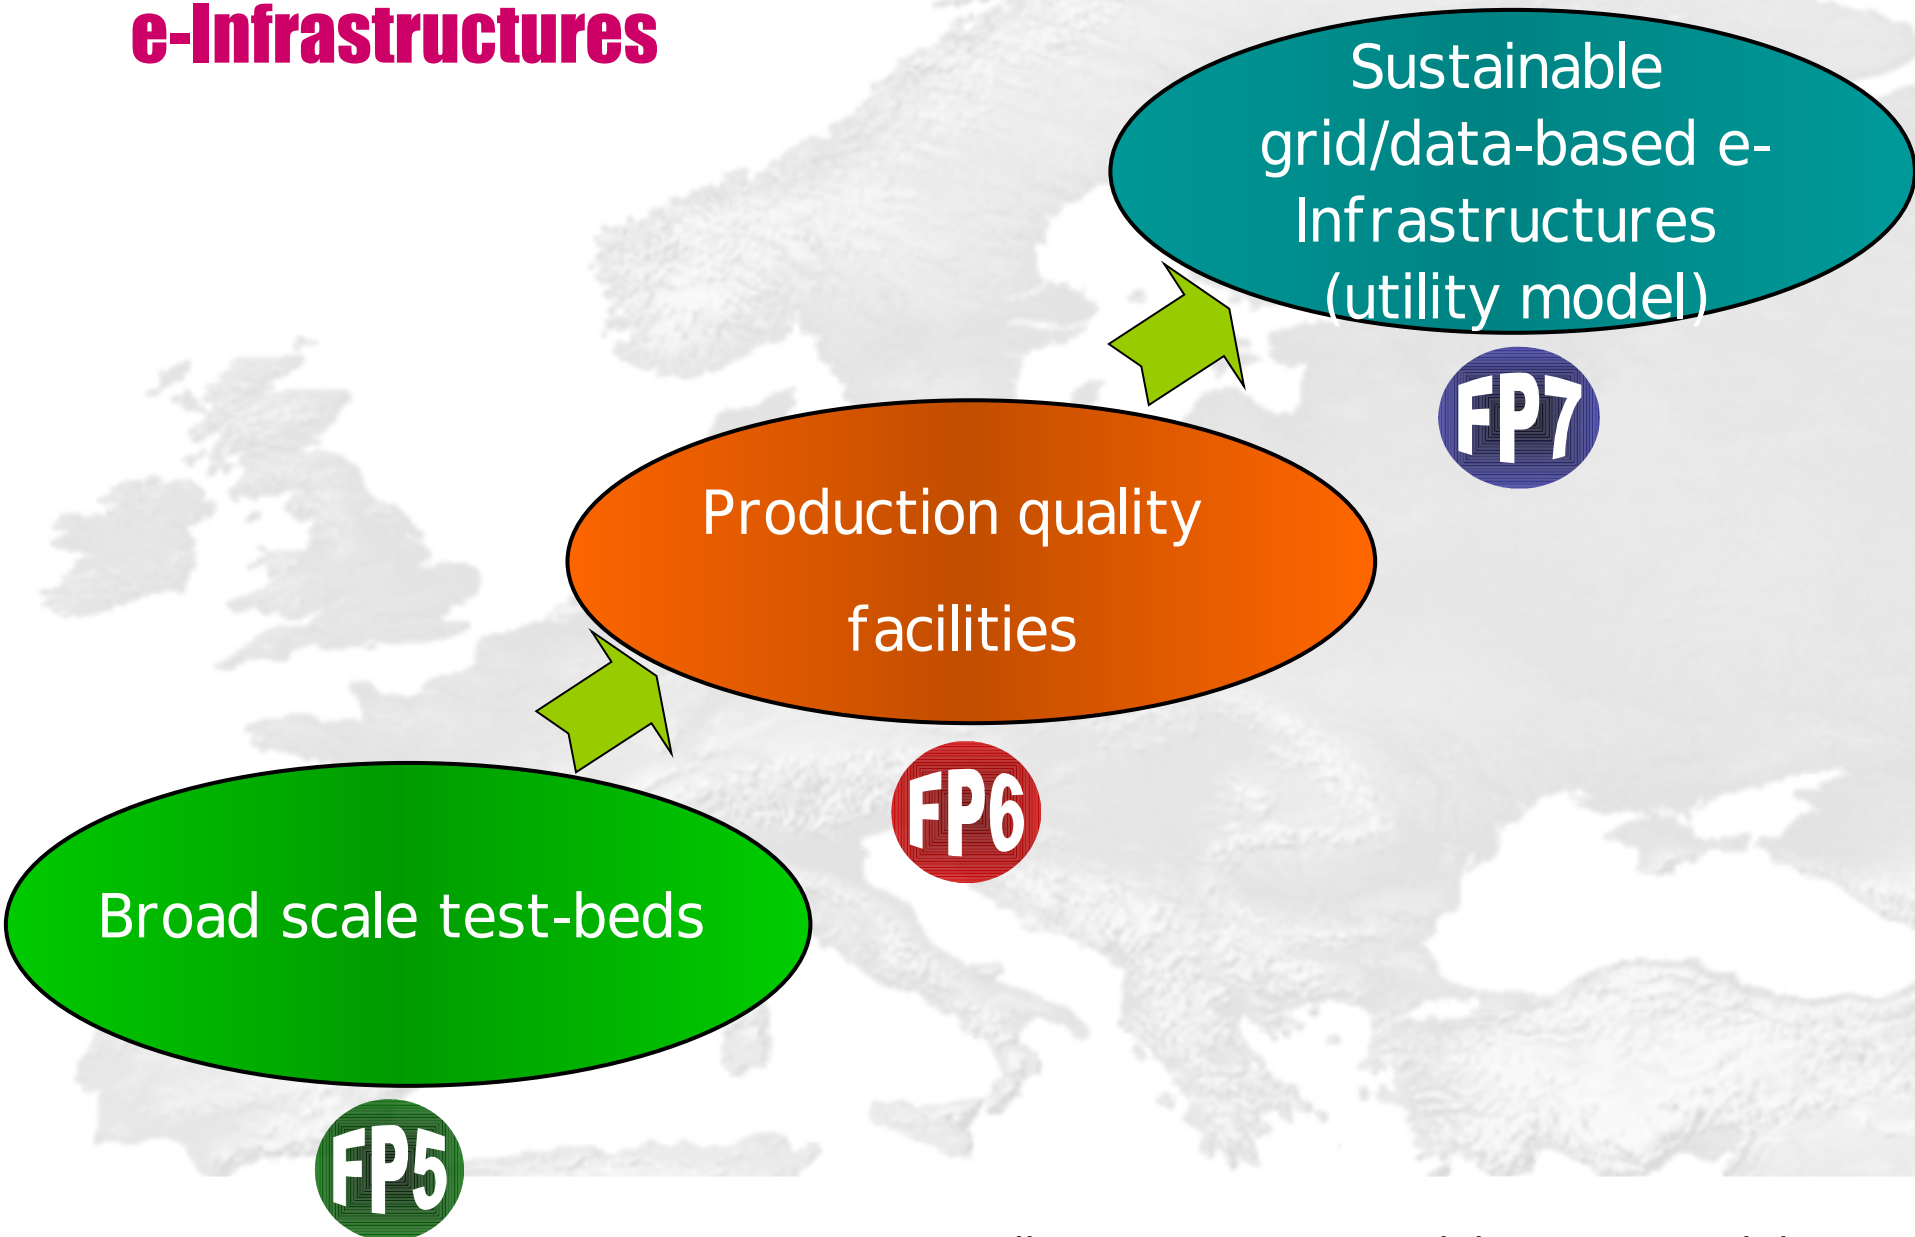 e-Infrastructures
Sustainable
grid/data-based e-
Infrastructures
(utility model)
FP7
Production quality
facilities
FP6
Broad scale test-beds
FP5